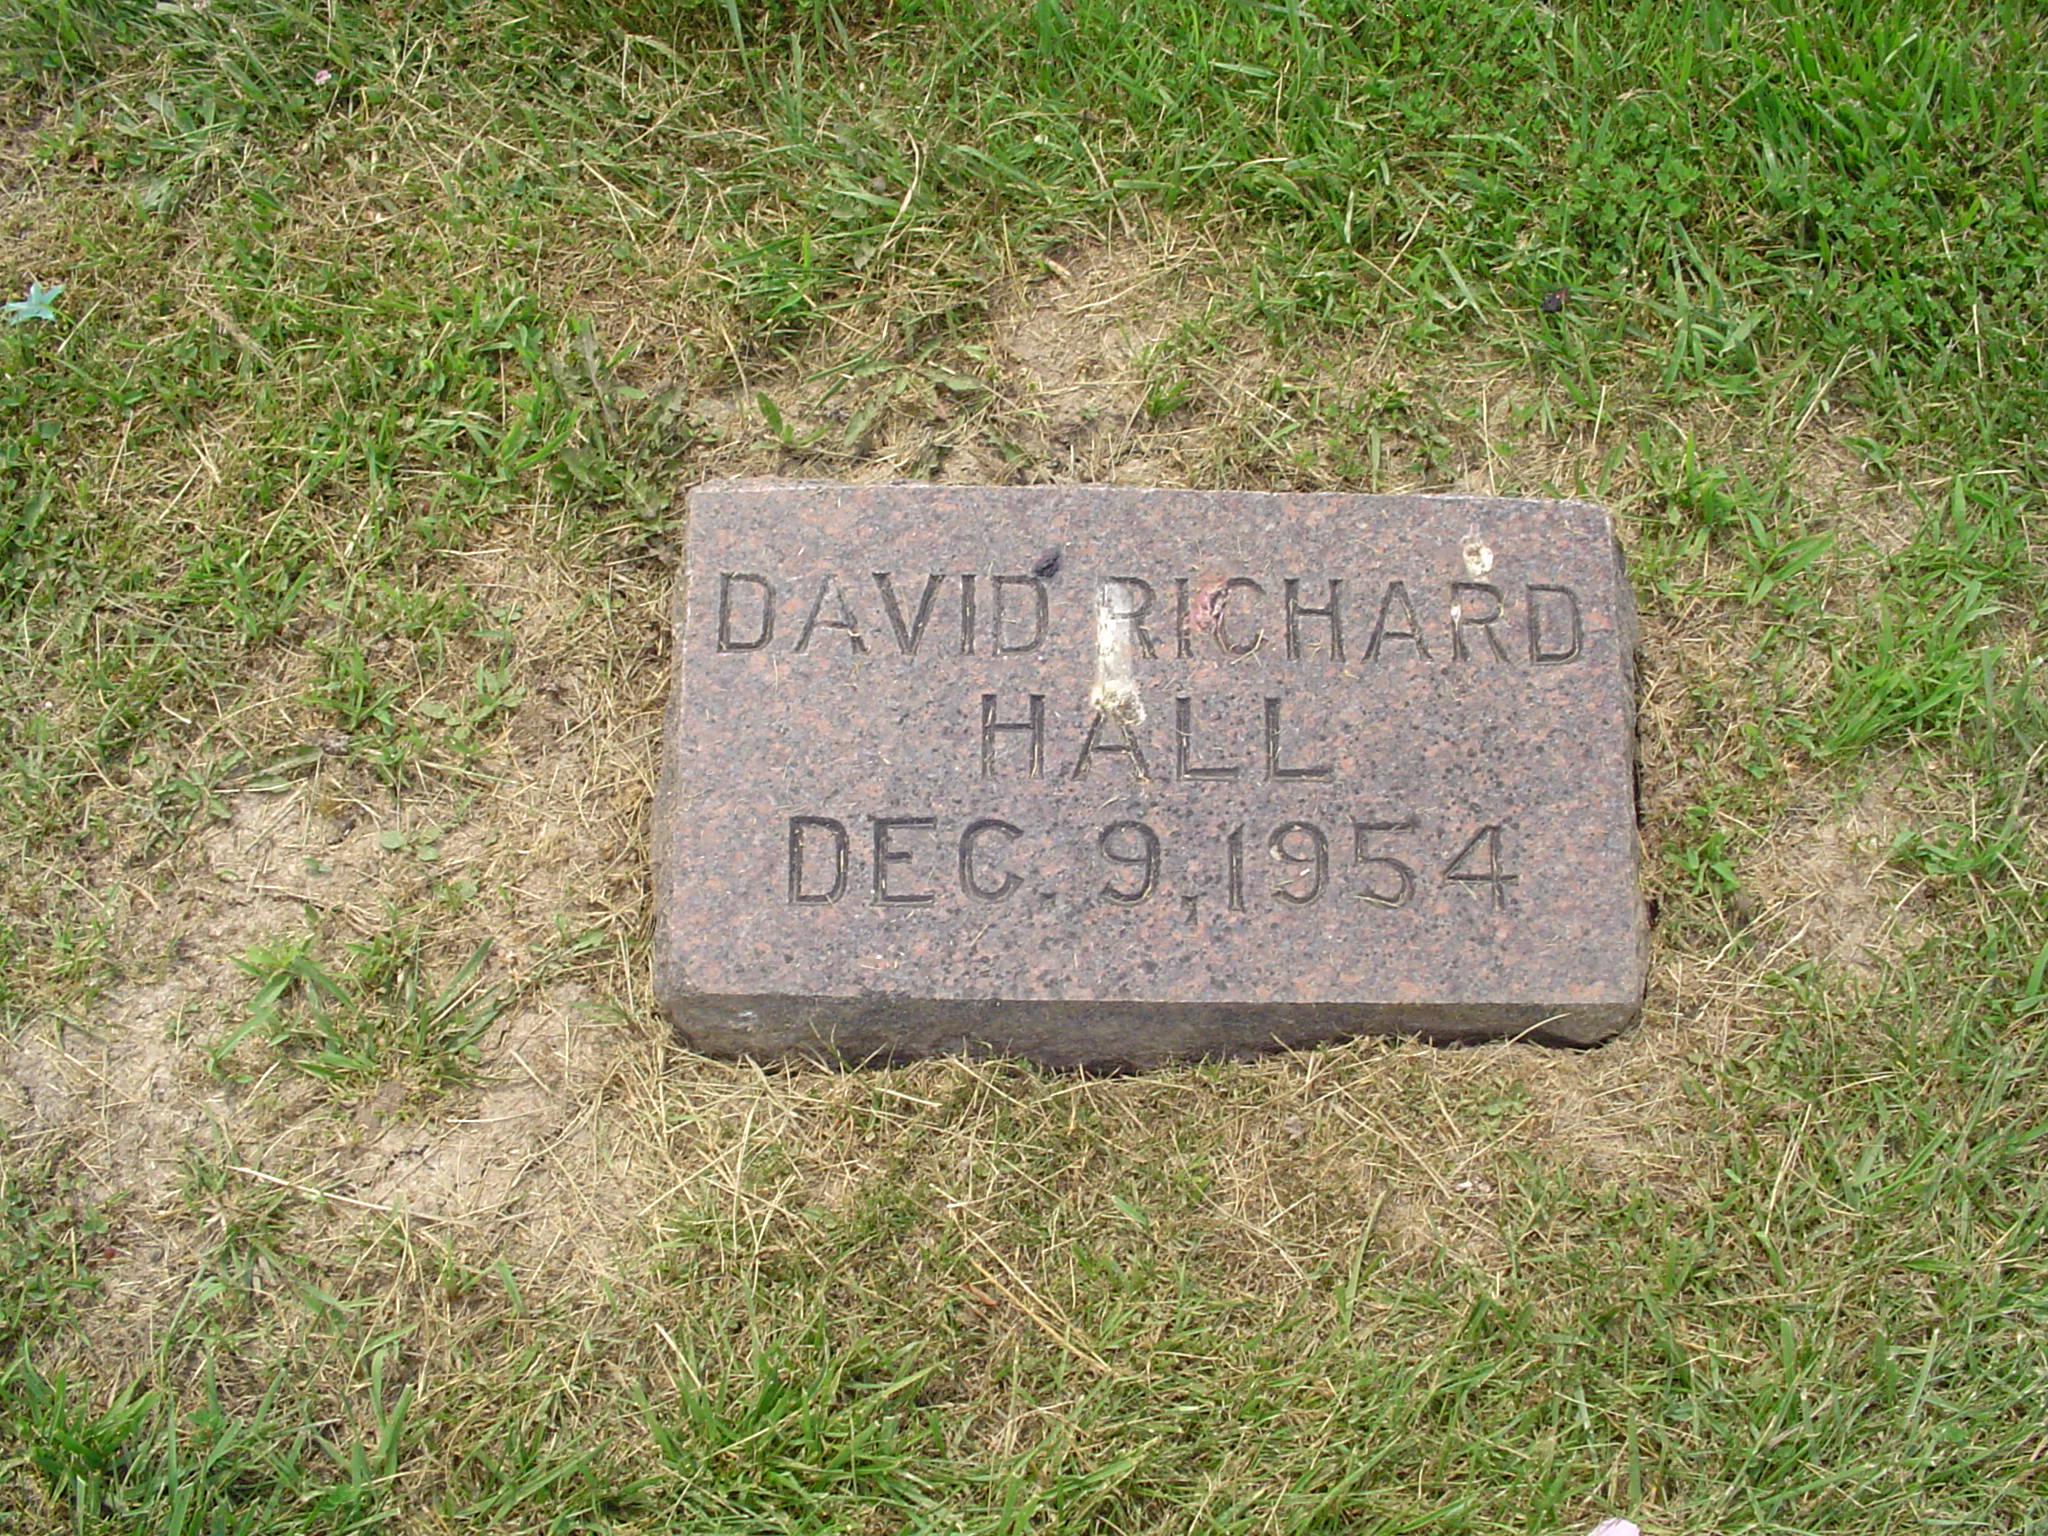 DAVID RICHARD
HALL
DEC. 9, 1954